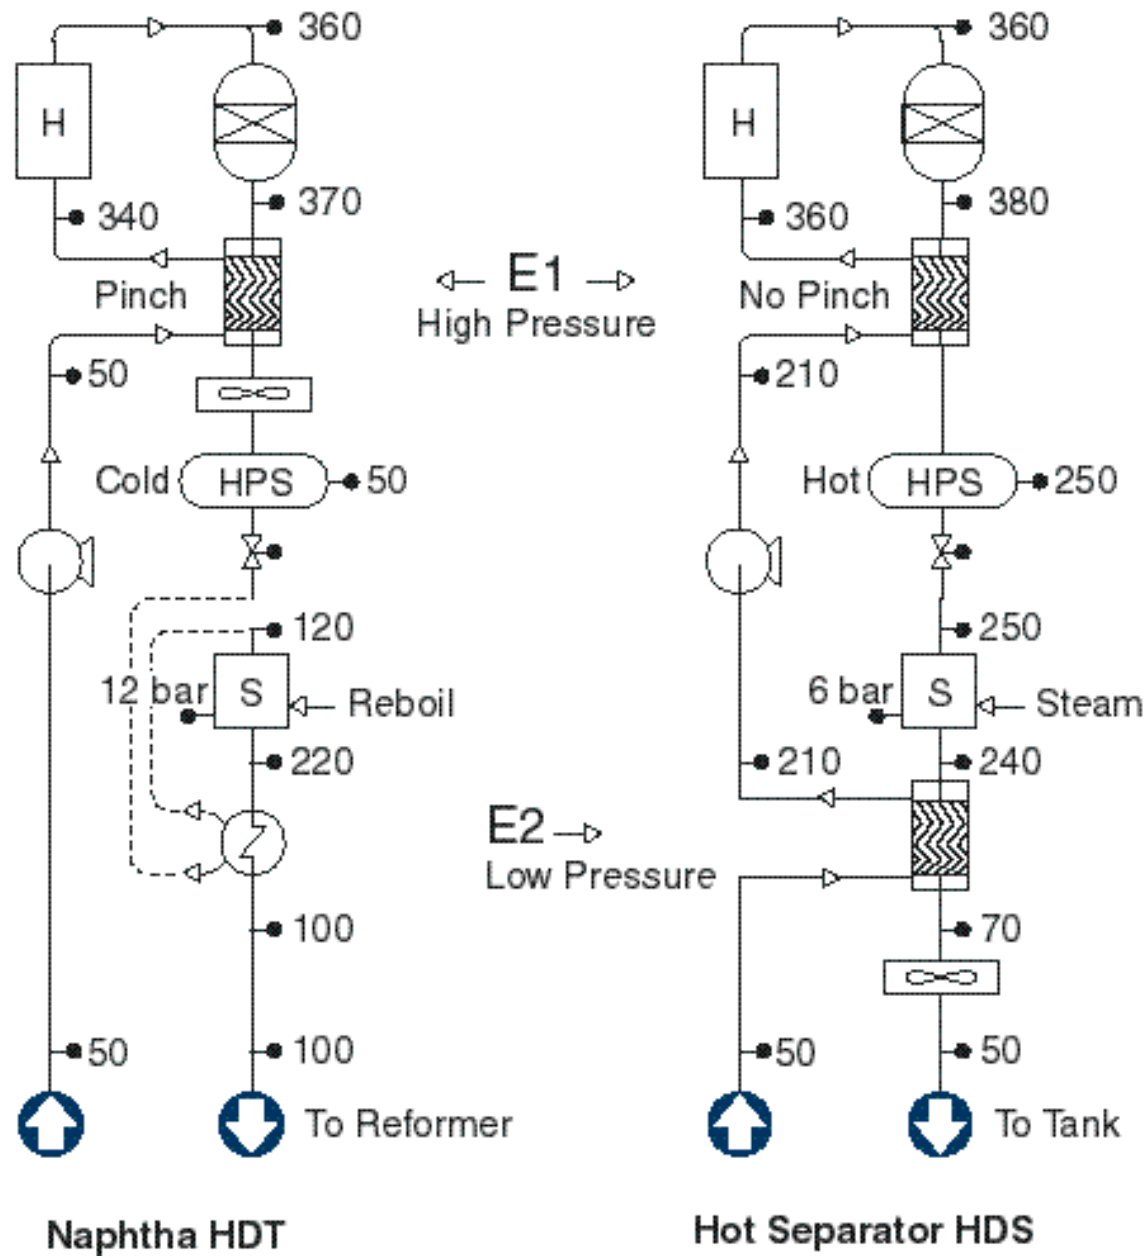 360
H
370
340
Pinch
50
Cold
HPS
50
120
12 bar
S
Reboil
220
100
50
100
To Reformer
Naphtha HDT
E1
High Pressure
E2
Low Pressure
360
H
380
360
No Pinch
210
Hot
HPS
250
250
6 bar
S
Steam
210
240
70
50
50
To Tank
Hot Separator HDS